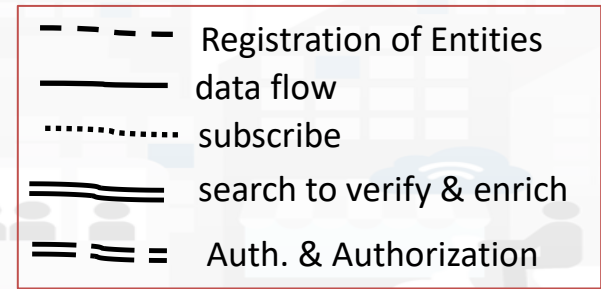 Registration of Entities
data flow
subscribe
search to verify & enrich
Auth. & Authorization